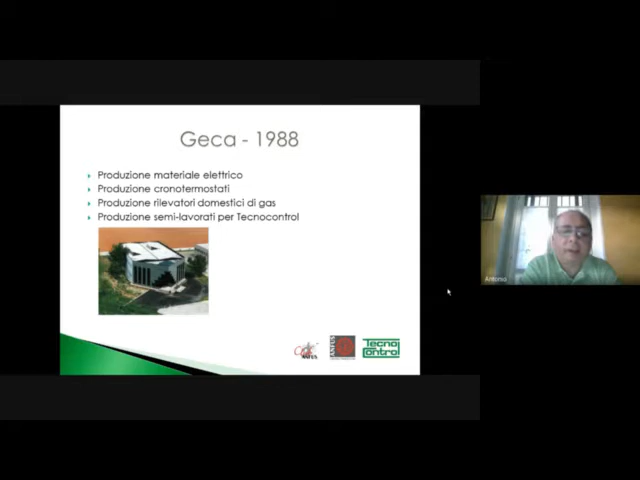 Geca - 1988
Produzione materiale elettrico
Produzione cronotermostati
Produzione rilevatori domestici di gas
Produzione semi-lavorati per Tecnocontrol
Tecno
Control
Antonio